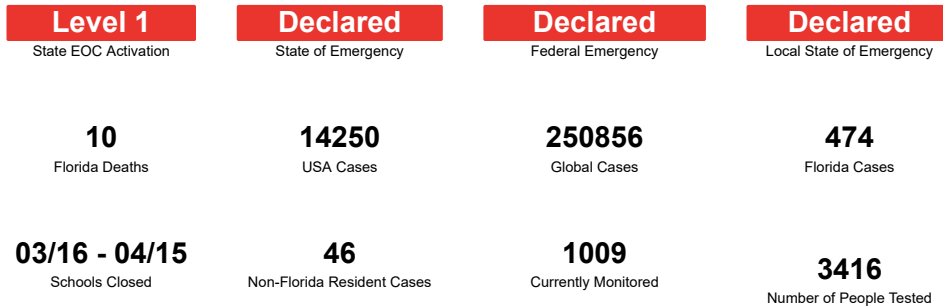 Level 1
State EOC Activation
Declared
State of Emergency
Declared
Federal Emergency
Declared
Local State of Emergency
10
Florida Deaths
14250
USA Cases
250856
Global Cases
474
Florida Cases
03/16 - 04/15
Schools Closed
46
Non-Florida Resident Cases
1009
Currently Monitored
3416
Number of People Tested